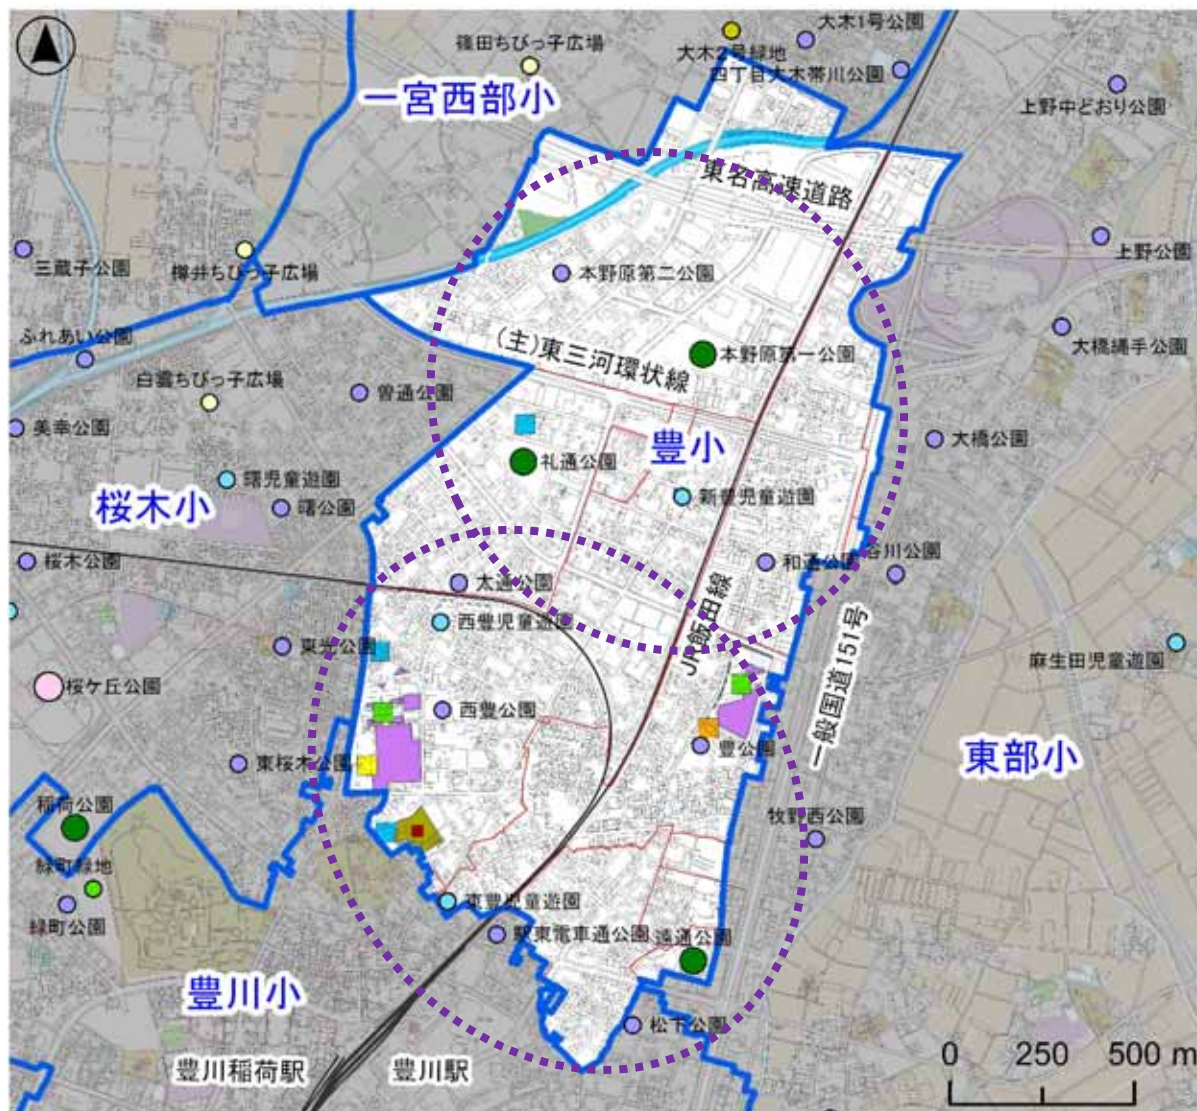 大木1号公園
篠田ちびっ子広場
大木2号緑地
四丁目大木帯川公園
一宮西部小
上野中どおり公園
東名高速道路
三蔵子公園
樽井ちびっ子広場
上野公園
本野原第二公園
ふれあい公園
大橋縄手公園
(主)東三河環状線
本野原第一公園
白雲ちびっ子広場
曽通公園
美幸公園
大橋公園
豊小
礼通公園
曙児童遊園
新豊児童遊園
桜木小
曙公園
谷川公園
桜木公園
和通公園
太通公園
JR飯田線
西豊児童遊園
一般国道151号
東光公園
麻生田児童遊園
桜ケ丘公園
西豊公園
豊公園
東部小
東桜木公園
稲荷公園
牧野西公園
緑町緑地
東豊児童遊園
緑町公園
駅東電車通公園
遠通公園
豊川小
松下公園
豊川稲荷駅
豊川駅
0 250 500 m